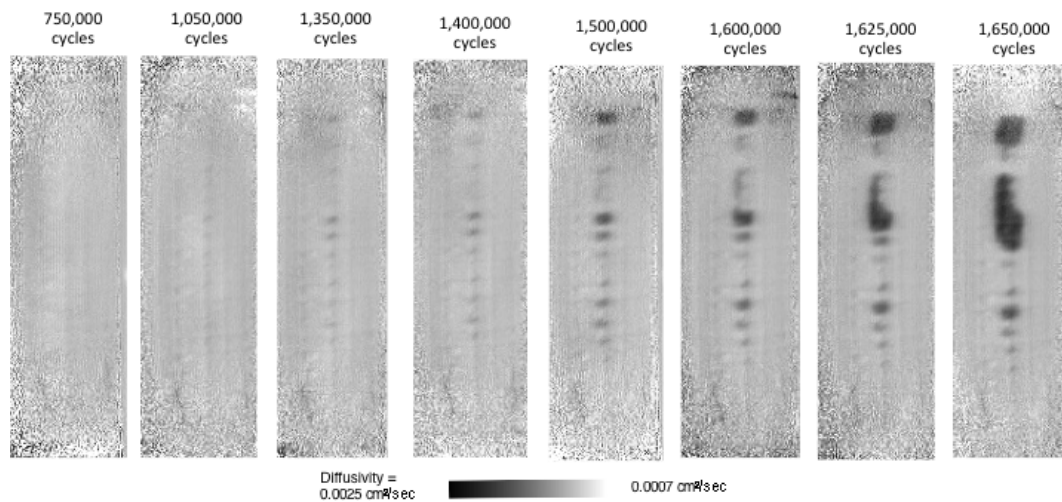 750,000
cycles
1,050,000
cycles
1,350,000
cycles
1,400,000
cycles
1,500,000
cycles
1,600,000
cycles
1,625,000
cycles
1,650,000
cycles
Diffusivity =
0.0025 cm²/sec
0.0007 cm²/sec